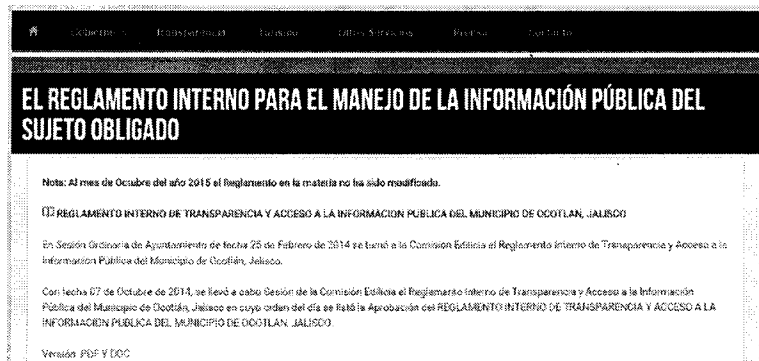 Gobierno Transparencia Turismo Otros Servicios Prensa Contacto
EL REGLAMENTO INTERNO PARA EL MANEJO DE LA INFORMACIÓN PÚBLICA DEL
SUJETO OBLIGADO
Nota: Al mes de Octubre del año 2015 el Reglamento en la materia no ha sido modificado.
REGLAMENTO INTERNO DE TRANSPARENCIA Y ACCESO A LA INFORMACION PUBLICA DEL MUNICIPIO DE OCOTLAN, JALISCO
En Sesión Ordinaria de Ayuntamiento de fecha 25 de Febrero de 2014 se turnó a la Comisión Edilicia el Reglamento Interno de Transparencia y Acceso a la
Información Pública del Municipio de Ocotlán, Jalisco.
Con fecha 07 de Octubre de 2014, se llevó a cabo Sesión de la Comisión Edilicia el Reglamento Interno de Transparencia y Acceso a la Información
Pública del Municipio de Ocotlán, Jalisco en cuyo orden del día se listó la Aprobación del REGLAMENTO INTERNO DE TRANSPARENCIA Y ACCESO A LA
INFORMACION PUBLICA DEL MUNICIPIO DE OCOTLAN, JALISCO.
Versión .PDF Y DOC